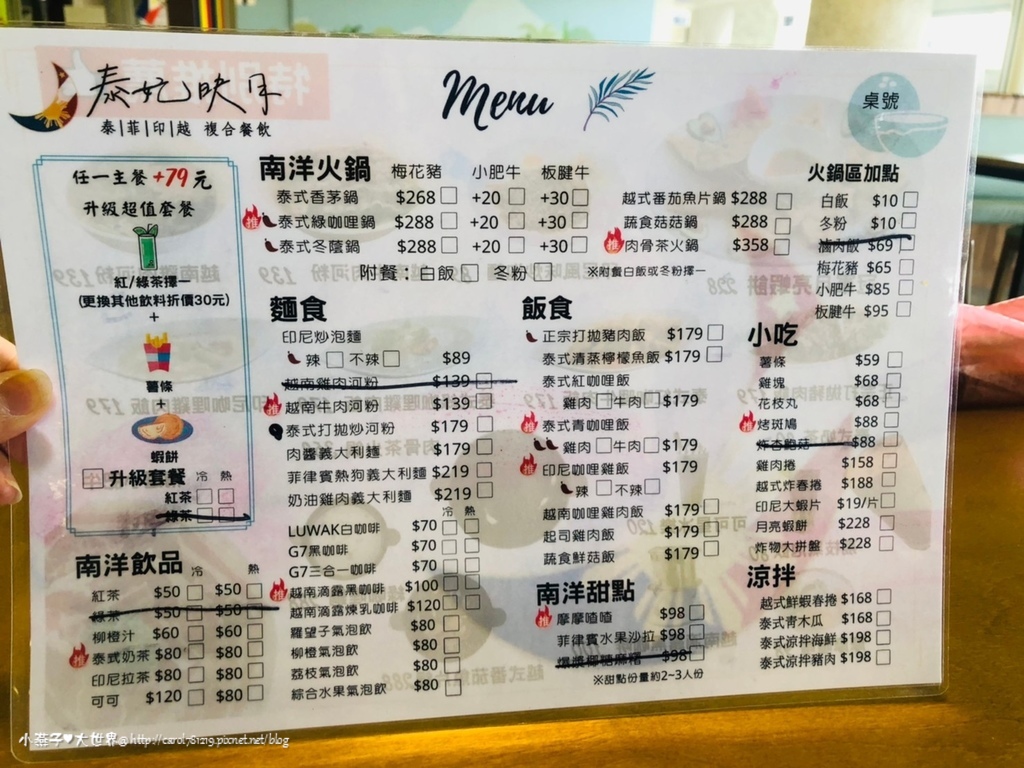 泰妃映月
泰|菲|印|越 複合餐飲
Menu
桌號
任一主餐+79元
升級超值套餐
紅/綠茶擇一
(更換其他飲料折價30元)
+
薯條
+
蝦餅
升級套餐 冷 熱
紅茶
綠茶
南洋火鍋 梅花豬 小肥牛 板腱牛
泰式香茅鍋 $268 +20 +30
推 泰式綠咖哩鍋 $288 +20 +30
泰式冬蔭鍋 $288 +20 +30
越式番茄魚片鍋 $288
蔬食菇菇鍋 $288
推 肉骨茶火鍋 $358
附餐：白飯 冬粉 ※附餐白飯或冬粉擇一
火鍋區加點
白飯 $10
冬粉 $10
滷肉飯 $69
梅花豬 $65
小肥牛 $85
板腱牛 $95
麵食
印尼炒泡麵
辣 不辣 $89
越南雞肉河粉 $139
推 越南牛肉河粉 $139
泰式打拋炒河粉 $179
肉醬義大利麵 $179
菲律賓熱狗義大利麵 $219
奶油雞肉義大利麵 $219
飯食
正宗打拋豬肉飯 $179
泰式清蒸檸檬魚飯 $179
泰式紅咖哩飯
雞肉 牛肉 $179
推 泰式青咖哩飯
雞肉 牛肉 $179
推 印尼咖哩雞飯 $179
辣 不辣
越南咖哩雞肉飯 $179
起司雞肉飯 $179
蔬食鮮菇飯 $179
小吃
薯條 $59
雞塊 $68
花枝丸 $68
推 烤斑鳩 $88
炸杏鮑菇 $88
雞肉捲 $158
越式炸春捲 $188
印尼大蝦片 $19/片
月亮蝦餅 $228
炸物大拼盤 $228
南洋飲品 冷 熱
紅茶 $50 $50
綠茶 $50 $50
柳橙汁 $60 $60
推 泰式奶茶 $80 $80
印尼拉茶 $80 $80
可可 $120 $80
冷 熱
LUWAK白咖啡 $70
G7黑咖啡 $70
G7三合一咖啡 $70
推 越南滴露黑咖啡 $100
越南滴露煉乳咖啡 $120
羅望子氣泡飲 $80
柳橙氣泡飲 $80
荔枝氣泡飲 $80
綜合水果氣泡飲 $80
南洋甜點
推 摩摩喳喳 $98
菲律賓水果沙拉 $98
爆漿椰糖麻糬 $98
※甜點份量約2~3人份
涼拌
越式鮮蝦春捲 $168
泰式青木瓜 $168
泰式涼拌海鮮 $198
泰式涼拌豬肉 $198
小燕子♥大世界@http://carol751219.pixnet.net/blog